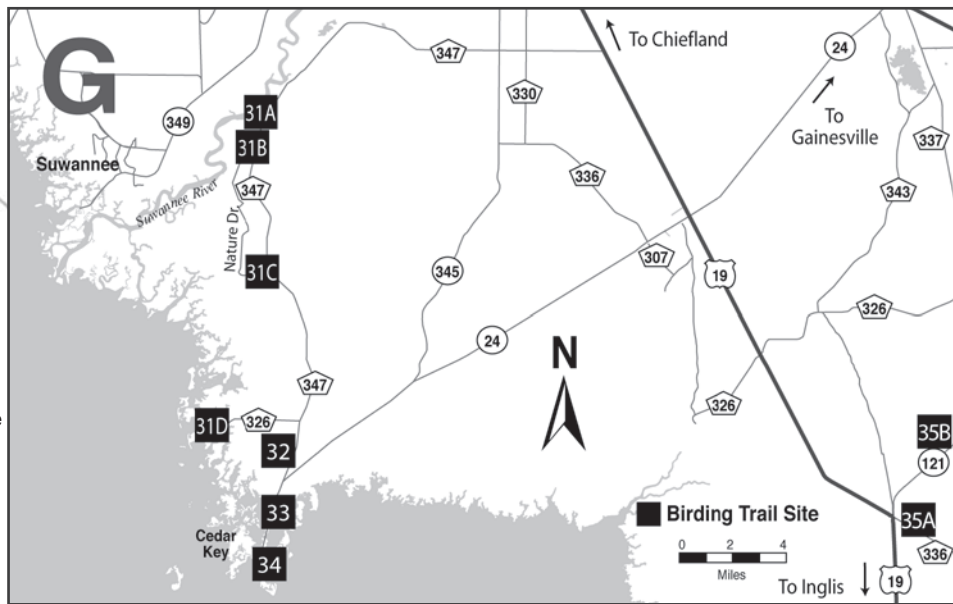 G
To Chiefland
24
347
330
31A
349
To
Gainesville
31B
337
Suwannee
336
347
343
Suwannee River
Nature Dr.
307
31C
345
19
326
24
N
347
326
31D
326
35B
32
121
33
Birding Trail Site
35A
Cedar
Key
0 2 4
336
34
Miles
To Inglis
19
e